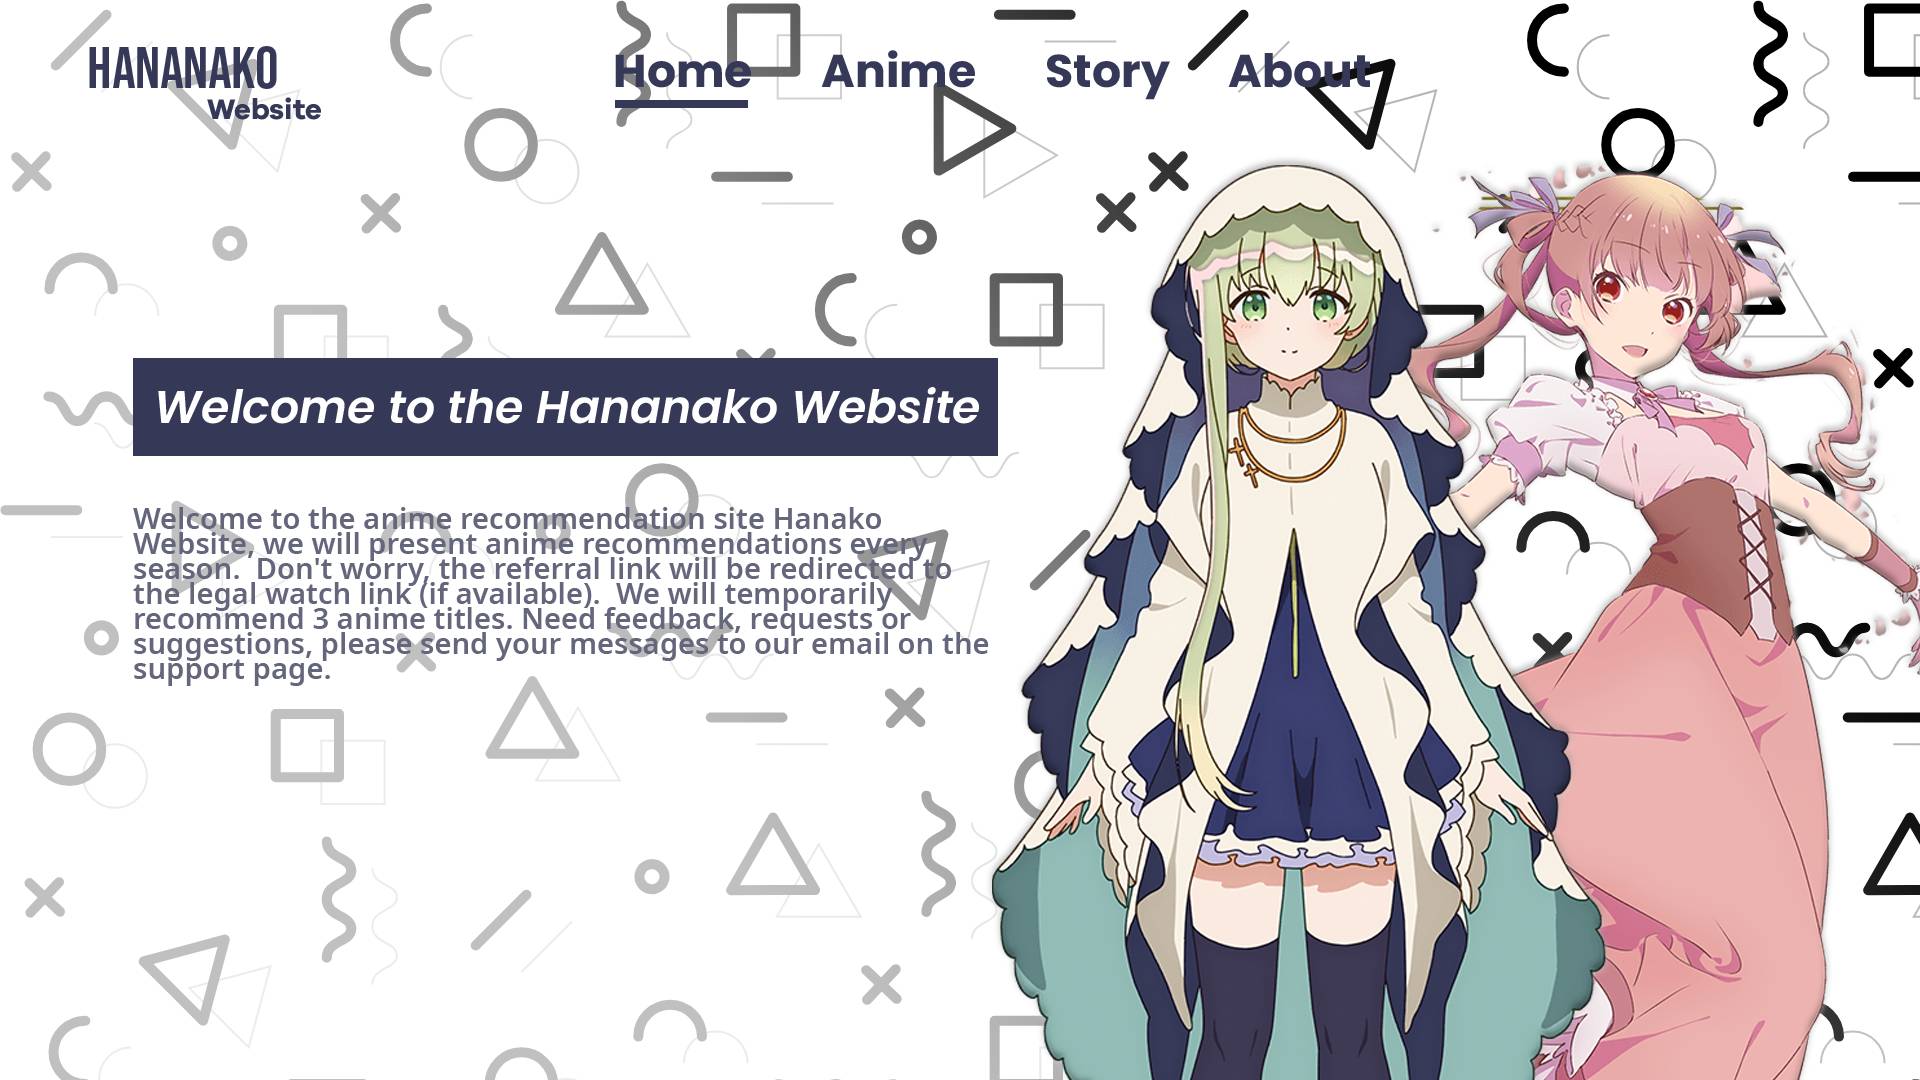 HANANAKO
Website
Home Anime Story About
Welcome to the Hananako Website
Welcome to the anime recommendation site Hanako
Website, we will present anime recommendations every
season.  Don't worry, the referral link will be redirected to
the legal watch link (if available).  We will temporarily
recommend 3 anime titles. Need feedback, requests or
suggestions, please send your messages to our email on the
support page.